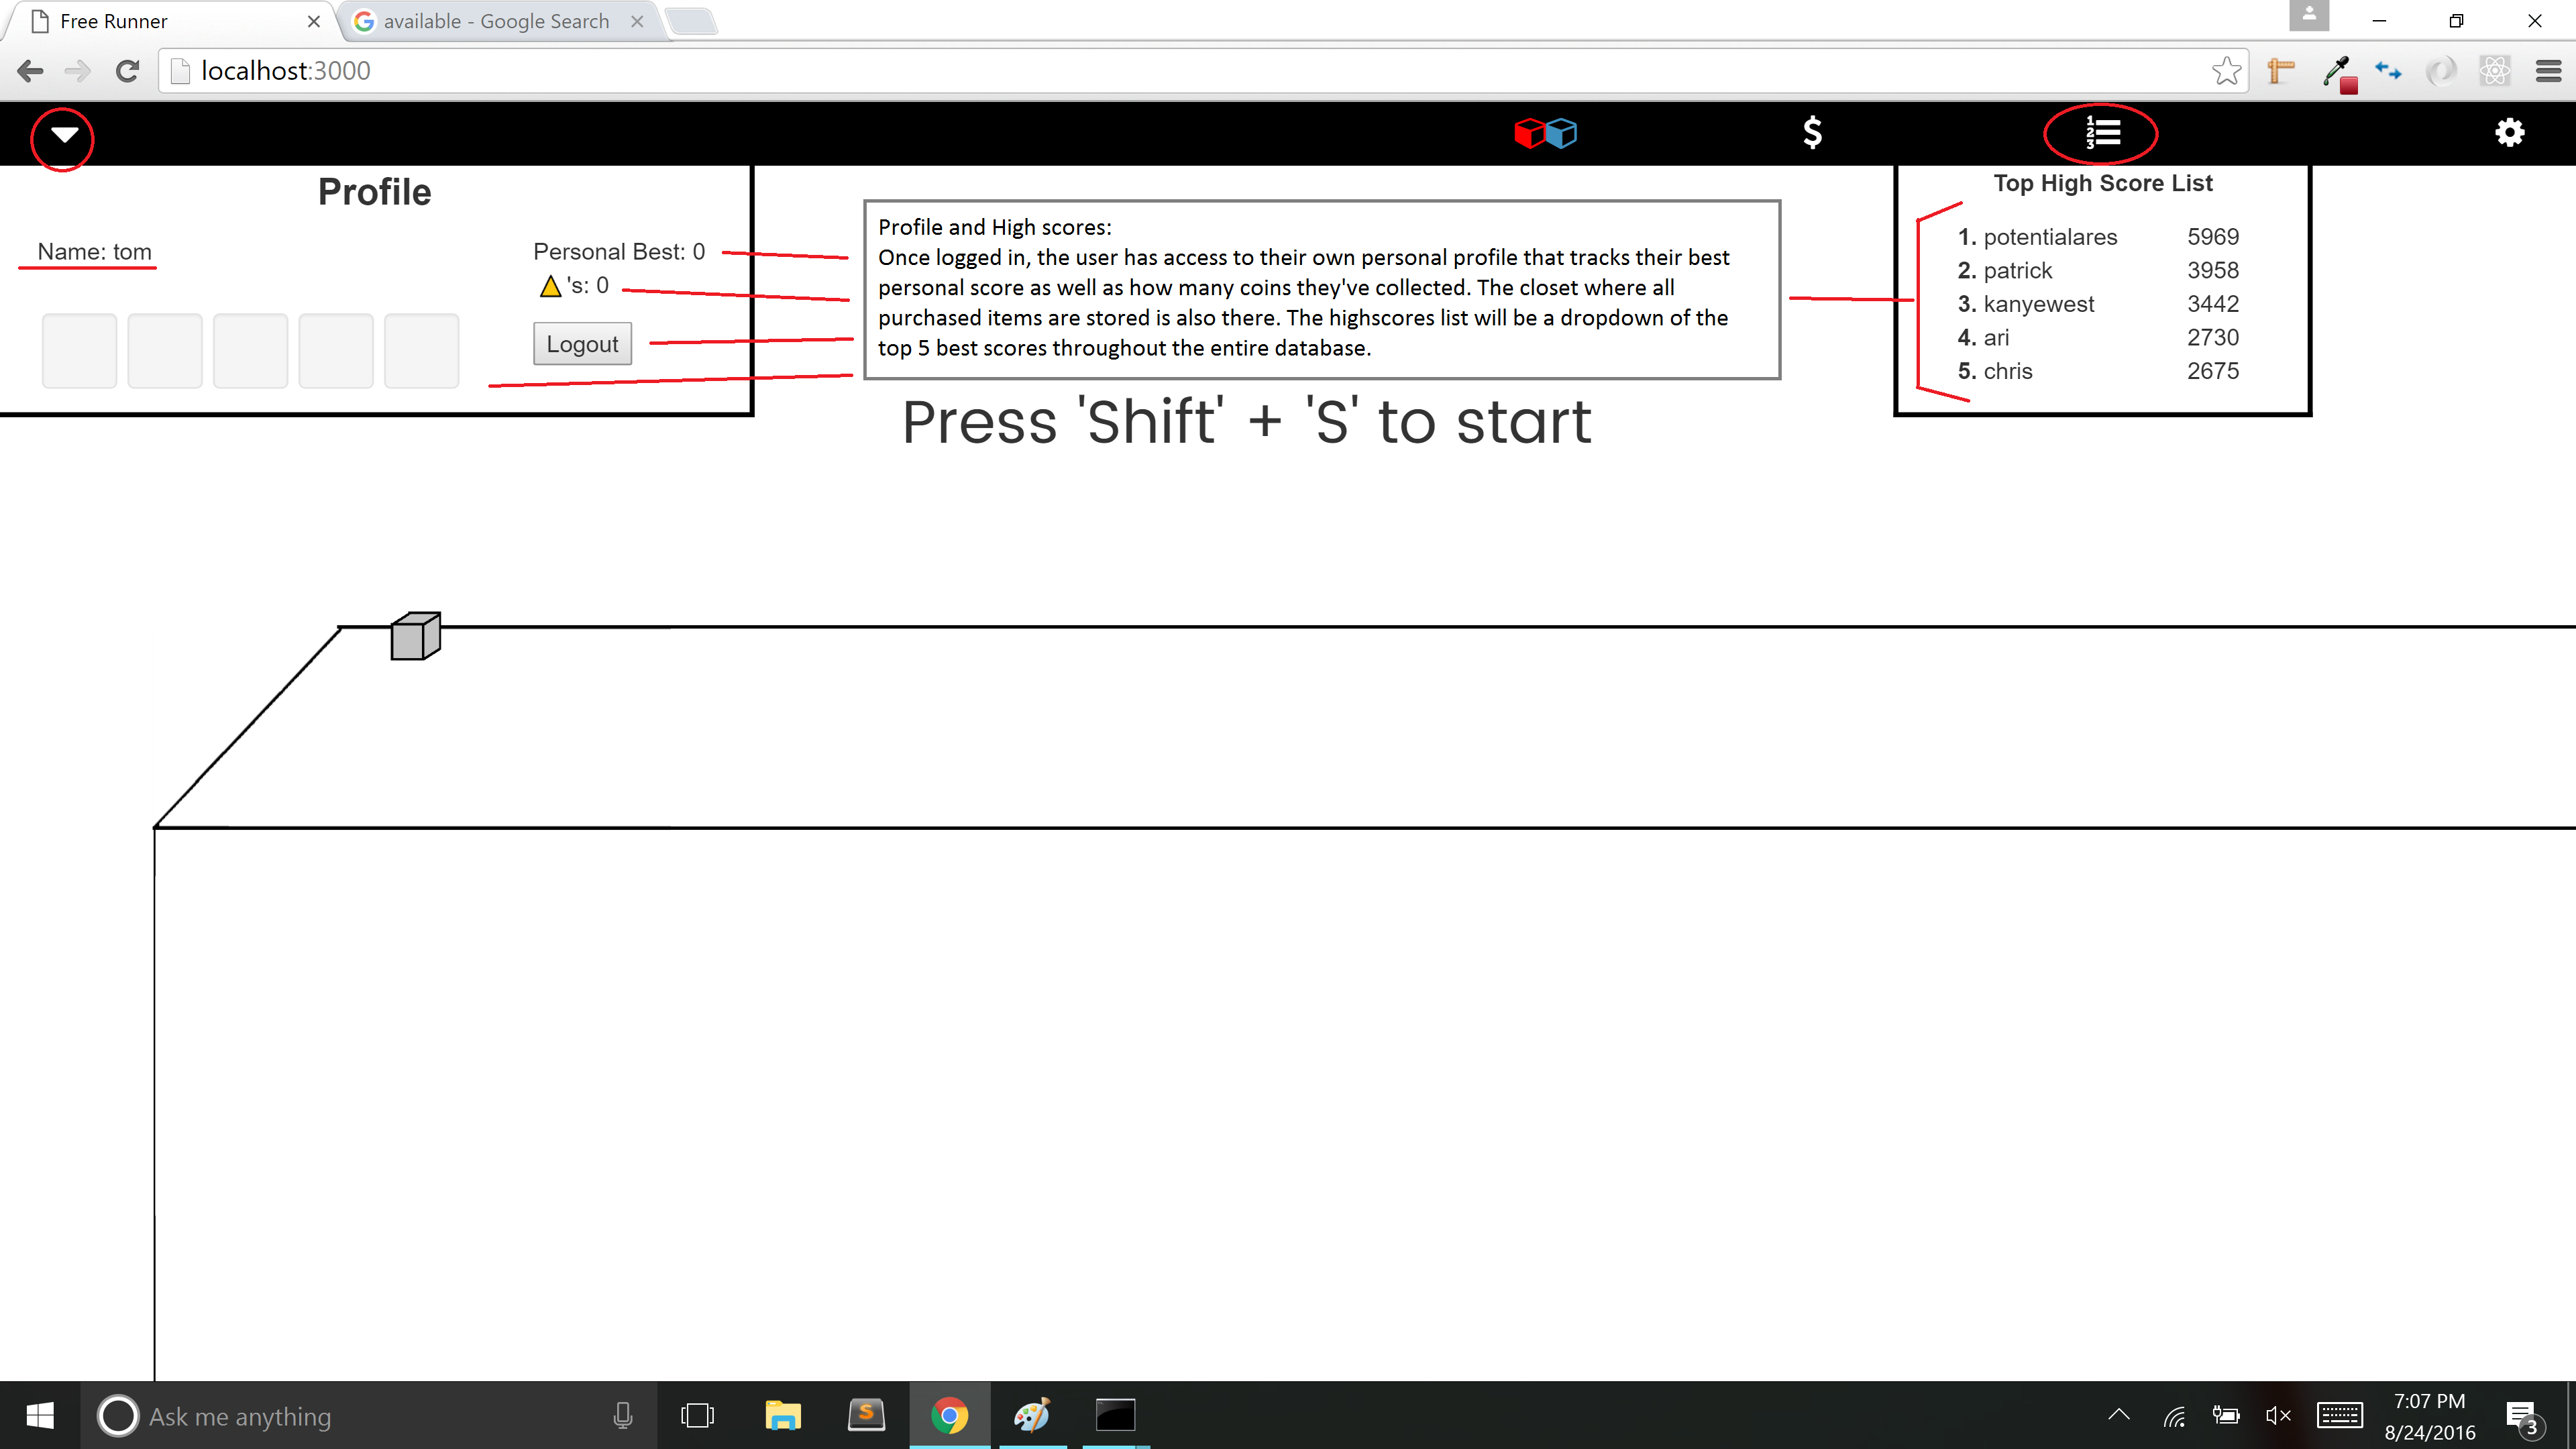 Free Runner
available - Google Search
localhost:3000
$
1
2
3
Profile
Name: tom
Personal Best: 0
's: 0
Logout
Profile and High scores:
Once logged in, the user has access to their own personal profile that tracks their best
personal score as well as how many coins they've collected. The closet where all
purchased items are stored is also there. The highscores list will be a dropdown of the
top 5 best scores throughout the entire database.
Top High Score List
1. potentialares 5969
2. patrick 3958
3. kanyewest 3442
4. ari 2730
5. chris 2675
Press 'Shift' + 'S' to start
Ask me anything
S
7:07 PM
8/24/2016
3